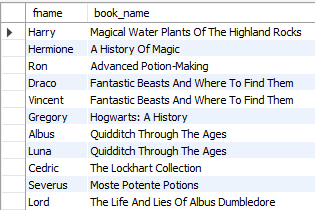 fname book_name
Harry Magical Water Plants Of The Highland Rocks
Hermione A History Of Magic
Ron Advanced Potion-Making
Draco Fantastic Beasts And Where To Find Them
Vincent Fantastic Beasts And Where To Find Them
Gregory Hogwarts: A History
Albus Quidditch Through The Ages
Luna Quidditch Through The Ages
Cedric The Lockhart Collection
Severus Moste Potente Potions
Lord The Life And Lies Of Albus Dumbledore